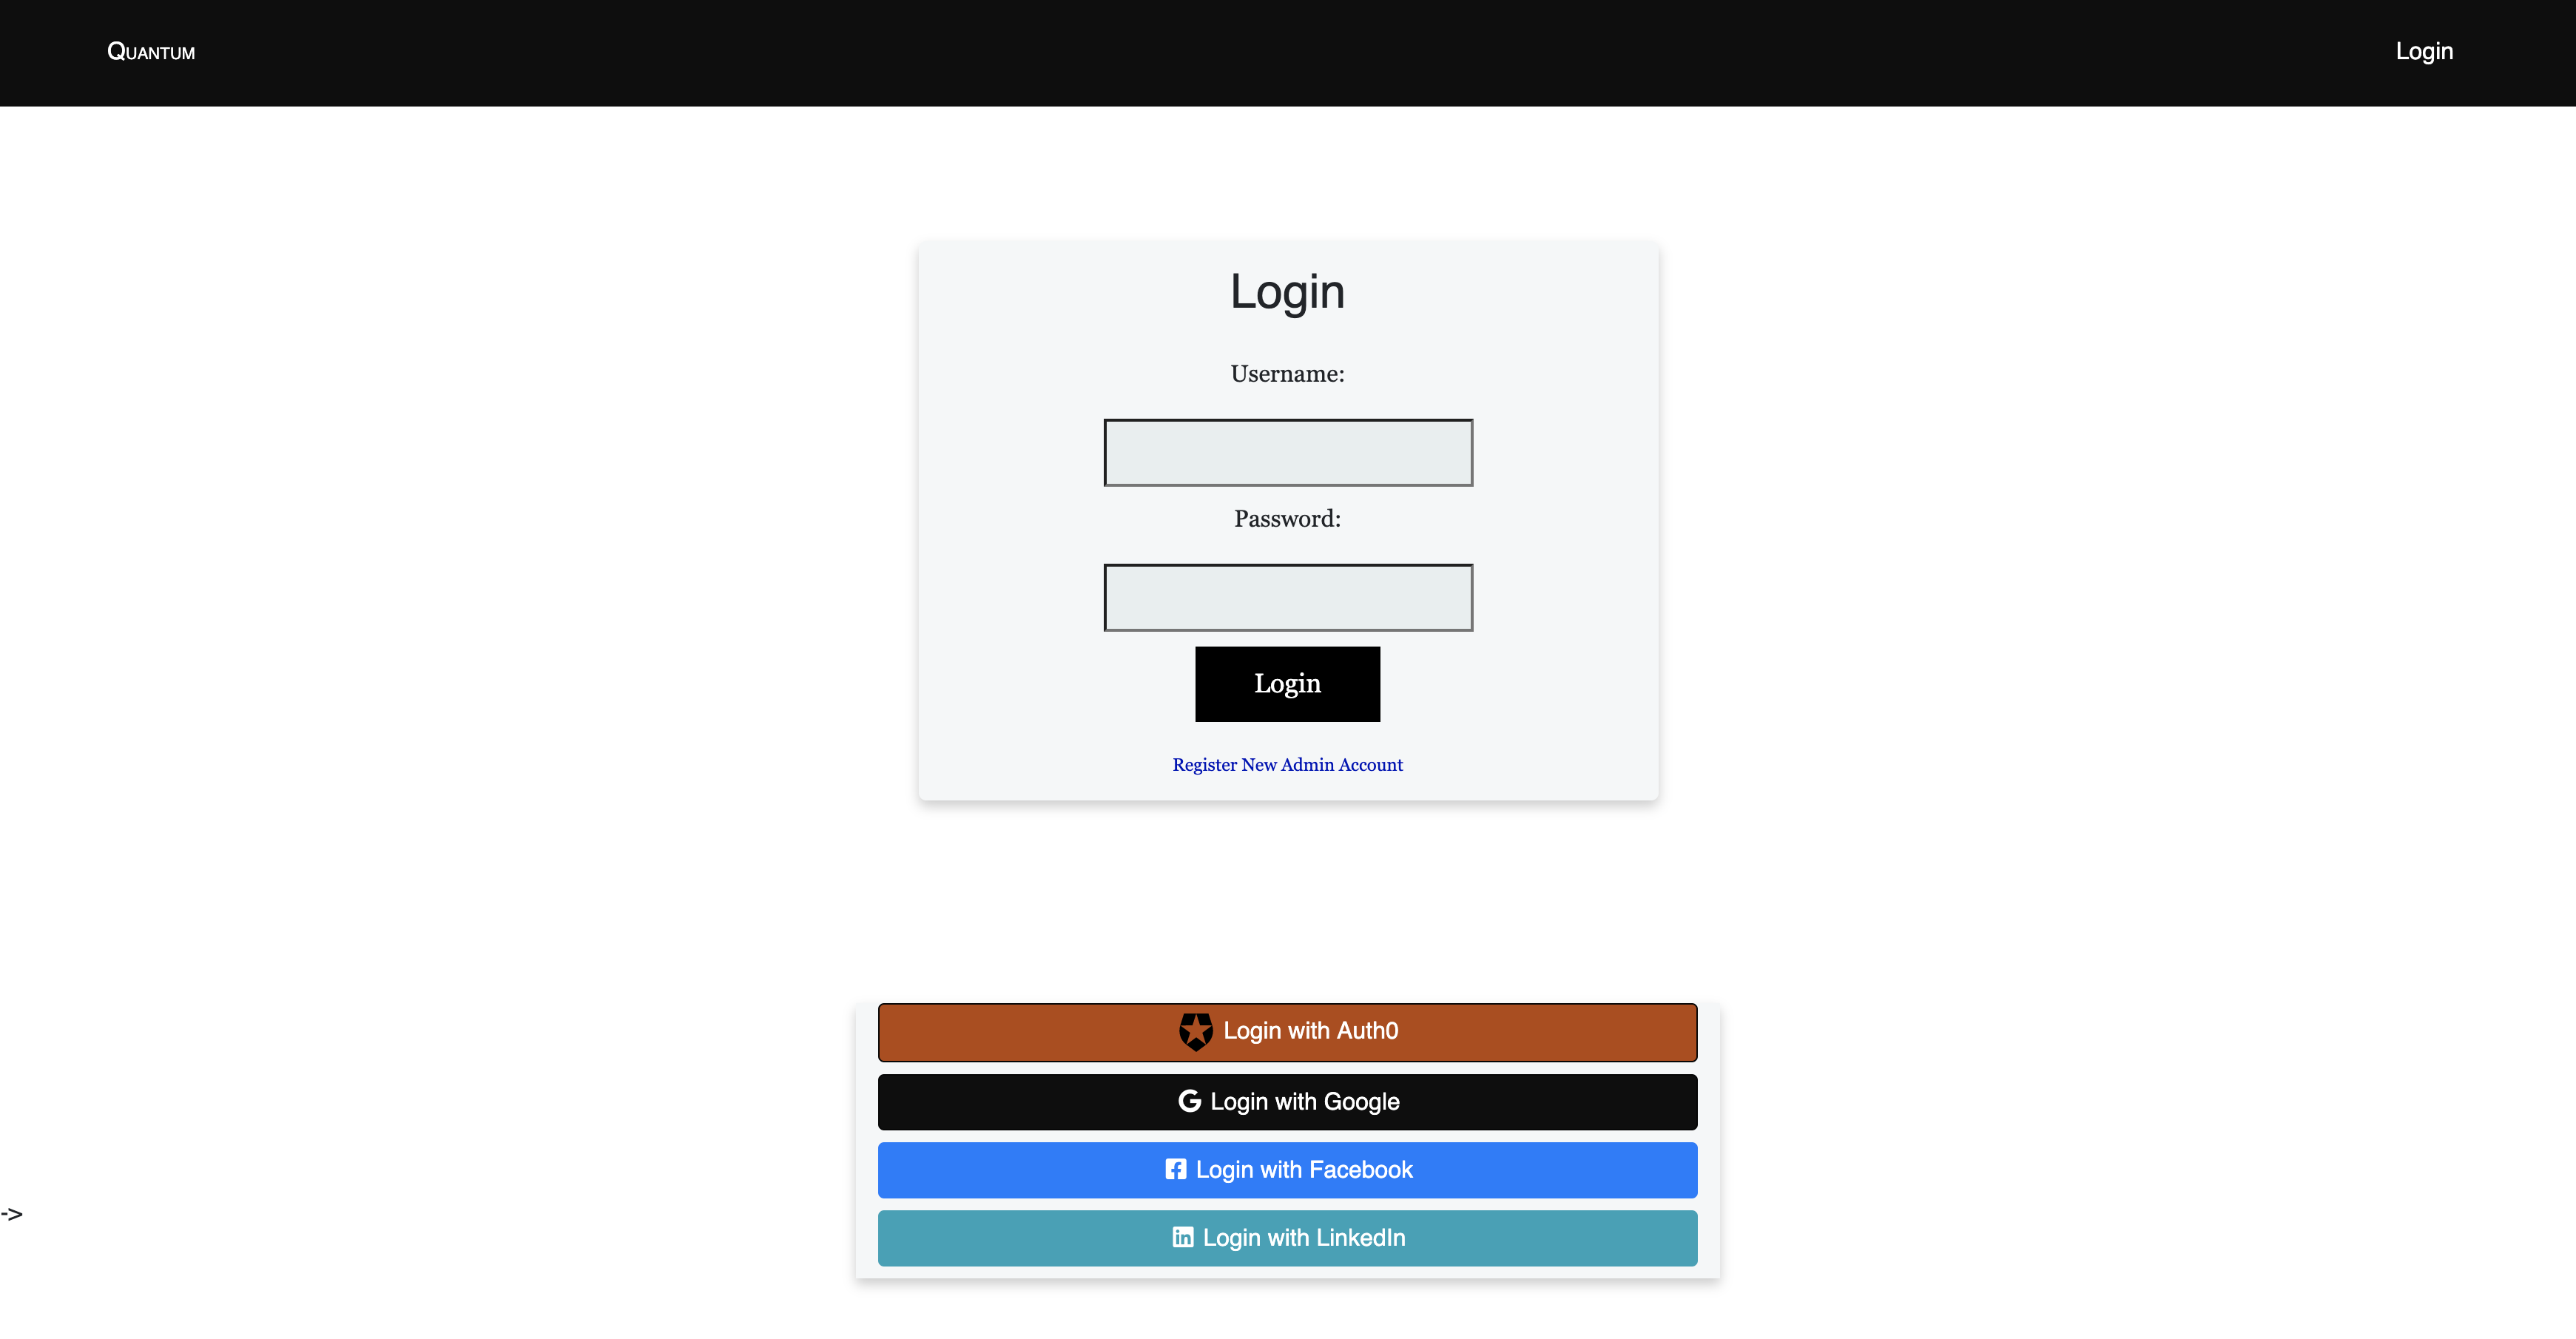 Quantum
Login
Login
Username:
Password:
Login
Register New Admin Account
Login with Auth0
Login with Google
Login with Facebook
->
Login with LinkedIn